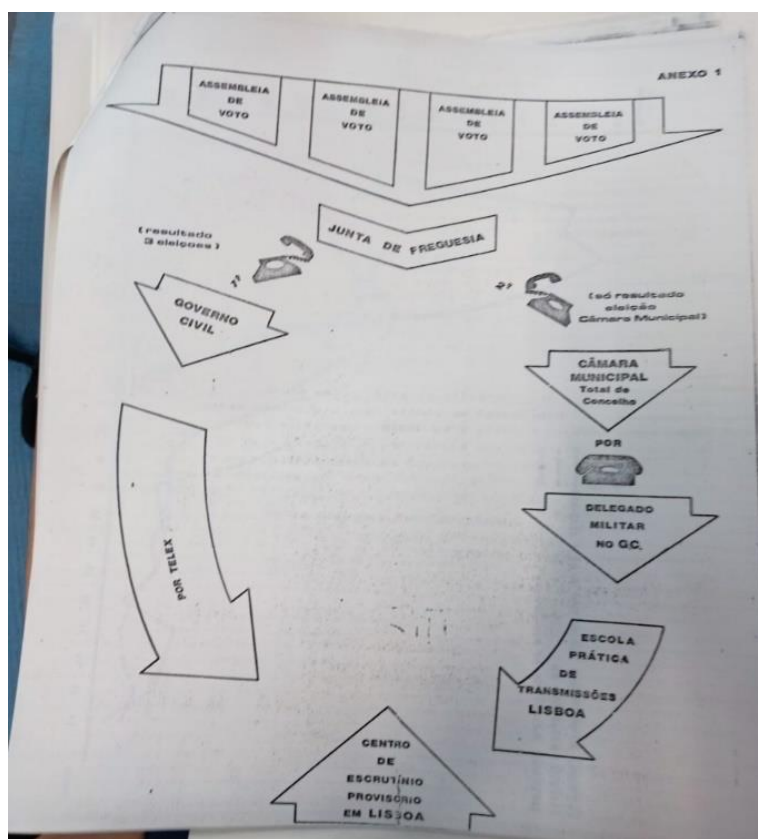 ANEXO 1
ASSEMBLEIA
DE
VOTO
ASSEMBLEIA
DE
VOTO
ASSEMBLEIA
DE
VOTO
ASSEMBLEIA
DE
VOTO
JUNTA DE FREGUESIA
(resultado
3 eleiçoes)
1º
GOVERNO
CIVIL
2º
(só resultado
eleição
Câmara Municipal)
CÂMARA
MUNICIPAL
Total de
Concelho
POR
DELEGADO
MILITAR
NO G.C.
POR TELEX
ESCOLA
PRÁTICA
DE
TRANSMISSÕES
LISBOA
CENTRO
DE
ESCRUTÍNIO
PROVISÓRIO
EM LISBOA